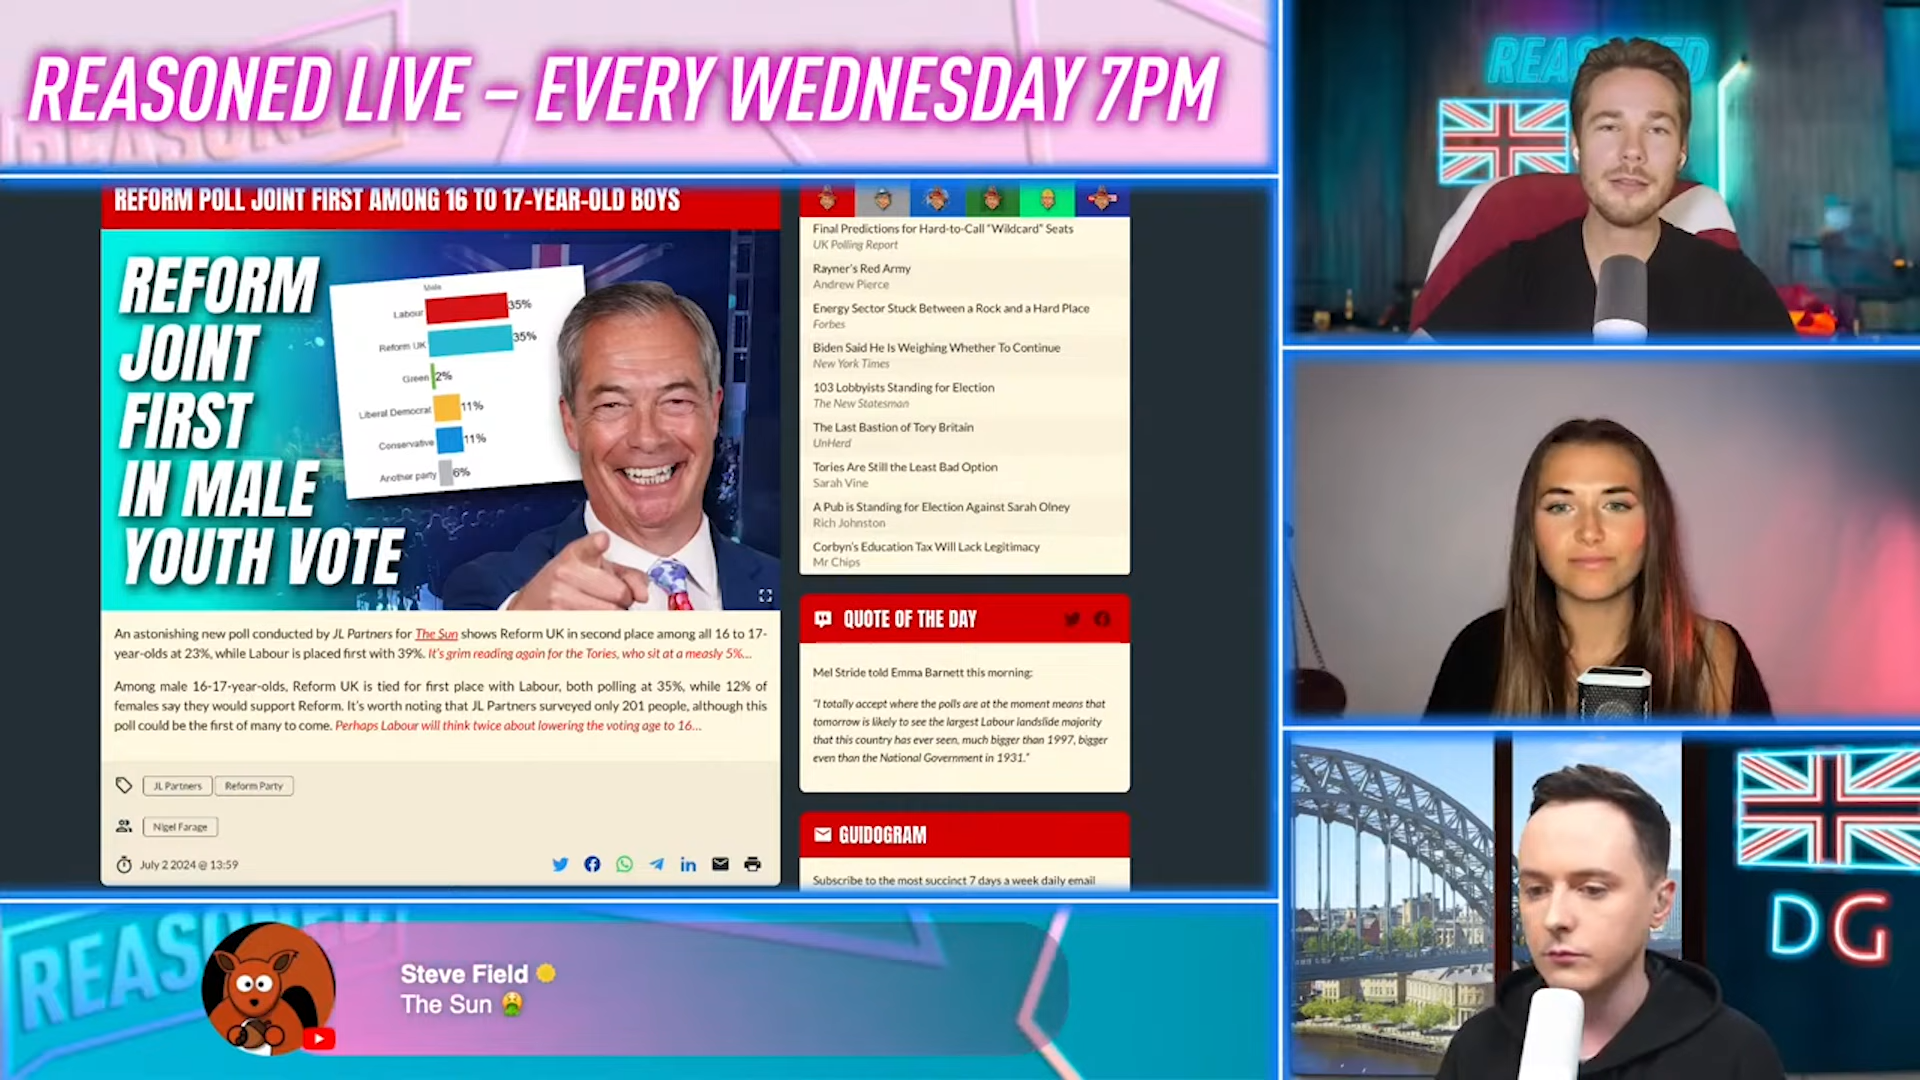 REASONED LIVE – EVERY WEDNESDAY 7PM
REFORM POLL JOINT FIRST AMONG 16 TO 17-YEAR-OLD BOYS
REFORM
JOINT
FIRST
IN MALE
YOUTH VOTE
Male
Labour 35%
Reform UK 35%
Green 2%
Liberal Democrat 11%
Conservative 11%
Another party 6%
An astonishing new poll conducted by JL Partners for The Sun shows Reform UK in second place among all 16 to 17-
year-olds at 23%, while Labour is placed first with 39%. It's grim reading again for the Tories, who sit at a measly 5%...
Among male 16-17-year-olds, Reform UK is tied for first place with Labour, both polling at 35%, while 12% of
females say they would support Reform. It's worth noting that JL Partners surveyed only 201 people, although this
poll could be the first of many to come. Perhaps Labour will think twice about lowering the voting age to 16...
JL Partners
Reform Party
Nigel Farage
July 2 2024 @ 13:59
Final Predictions for Hard-to-Call "Wildcard" Seats
UK Polling Report
Rayner's Red Army
Andrew Pierce
Energy Sector Stuck Between a Rock and a Hard Place
Forbes
Biden Said He Is Weighing Whether To Continue
New York Times
103 Lobbyists Standing for Election
The New Statesman
The Last Bastion of Tory Britain
UnHerd
Tories Are Still the Least Bad Option
Sarah Vine
A Pub is Standing for Election Against Sarah Olney
Rich Johnston
Corbyn's Education Tax Will Lack Legitimacy
Mr Chips
QUOTE OF THE DAY
Mel Stride told Emma Barnett this morning:
"I totally accept where the polls are at the moment means that
tomorrow is likely to see the largest Labour landslide majority
that this country has ever seen, much bigger than 1997, bigger
even than the National Government in 1931."
GUIDOGRAM
Subscribe to the most succinct 7 days a week daily email
Steve Field
The Sun
REASONED
DG